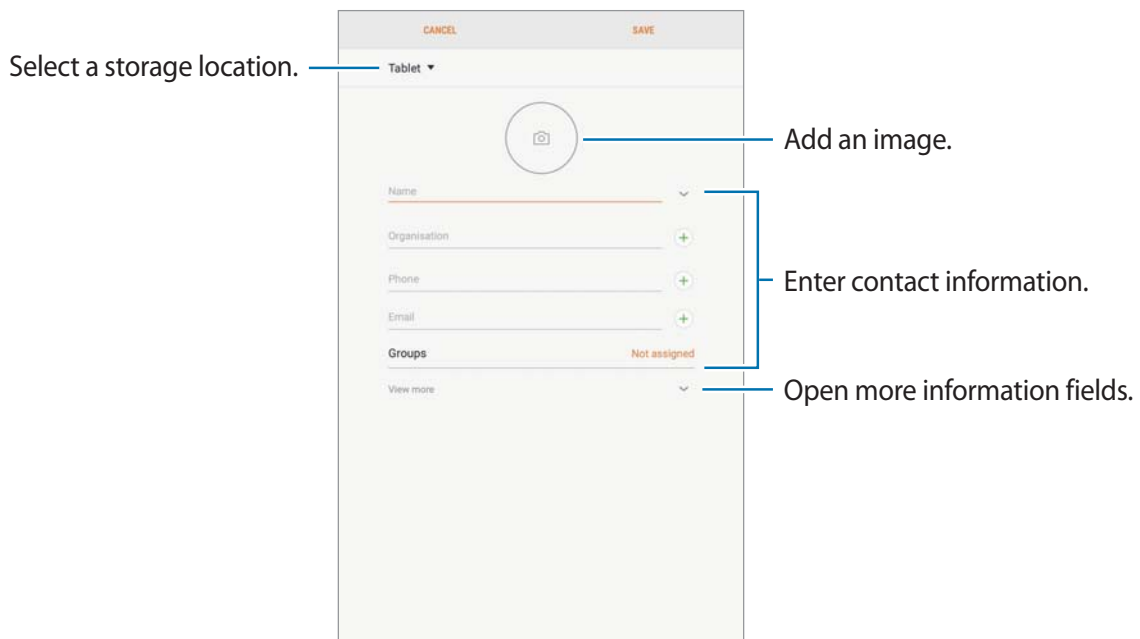 CANCEL SAVE
Select a storage location.
Tablet
Add an image.
Name
Organisation
Phone
Enter contact information.
Email
Groups Not assigned
View more
Open more information fields.